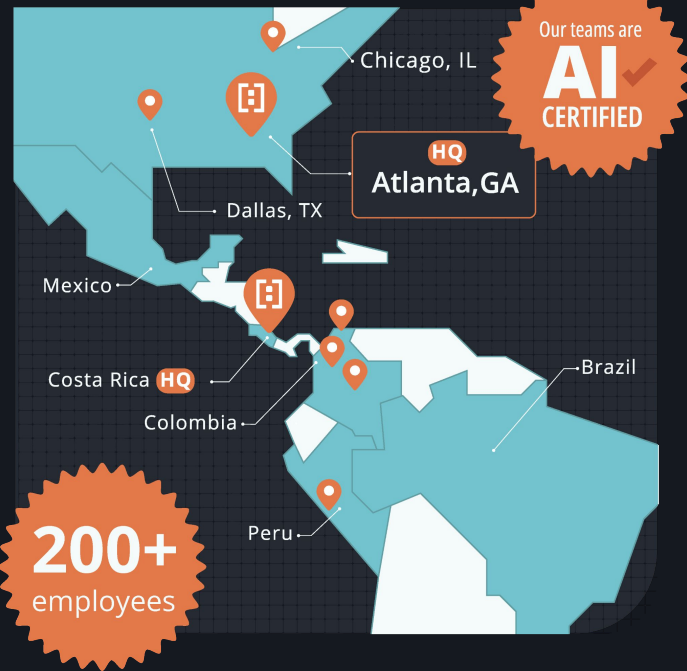 Our teams are
AI
CERTIFIED
Chicago, IL
HQ
Atlanta,GA
Dallas, TX
Mexico
Costa Rica HQ
Colombia
Brazil
Peru
200+
employees